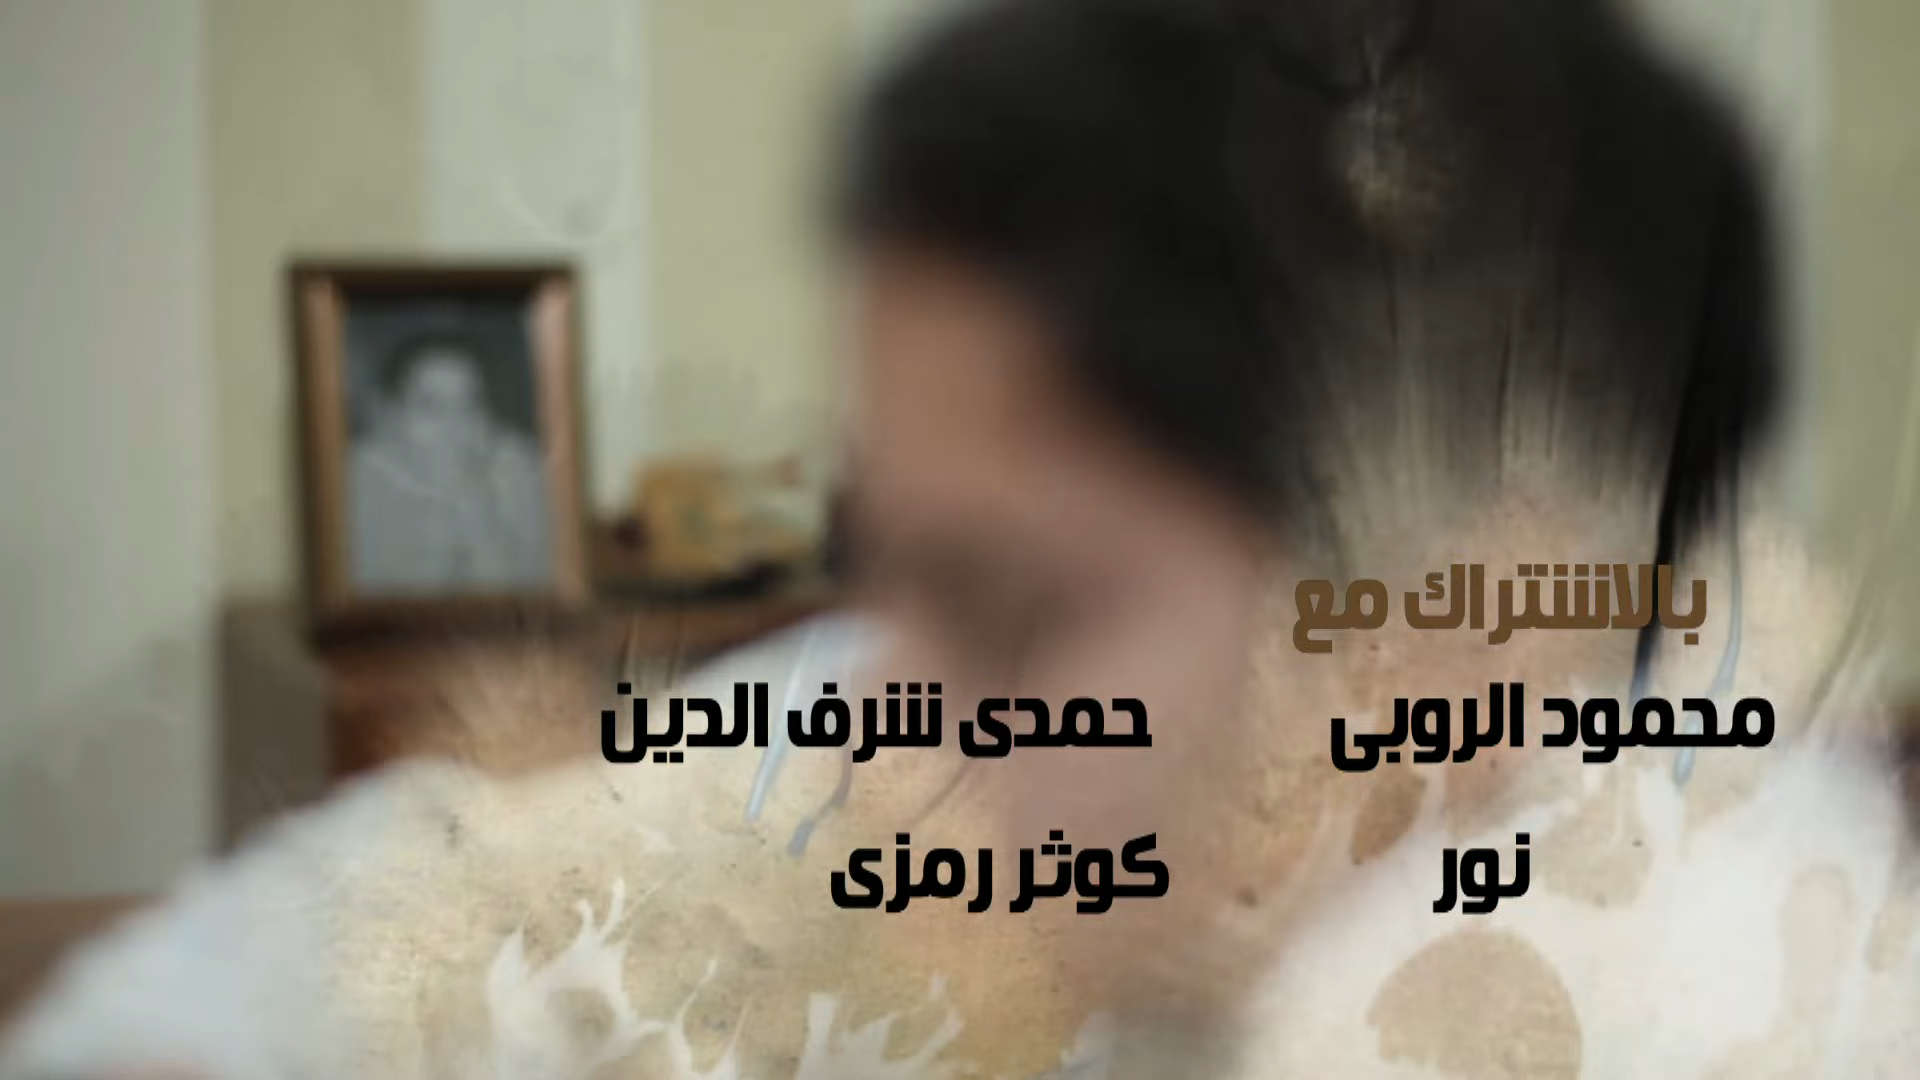 بالاشتراك مع
محمود الروبى حمدى شرف الدين
نور كوثر رمزى